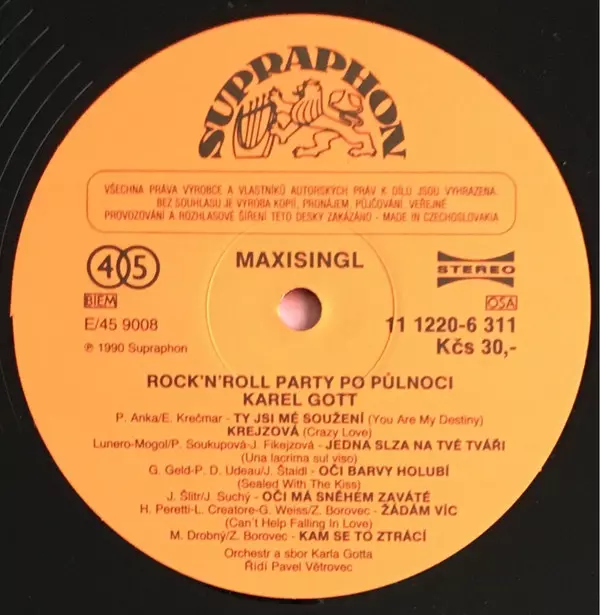 SUPRAPHON
VŠECHNA PRÁVA VÝROBCE A VLASTNÍKŮ AUTORSKÝCH PRÁV K DÍLU JSOU VYHRAZENA.
BEZ SOUHLASU JE VÝROBA KOPIÍ, PRONÁJEM, PŮJČOVÁNÍ, VEŘEJNÉ
PROVOZOVÁNÍ A ROZHLASOVÉ ŠÍŘENÍ TÉTO DESKY ZAKÁZÁNO - MADE IN CZECHOSLOVAKIA
45 MAXISINGL STEREO
BIEM OSA
E/45 9008 11 1220-6 311
℗ 1990 Supraphon Kčs 30,-
ROCK'N'ROLL PARTY PO PŮLNOCI
KAREL GOTT
P. Anka/E. Krečmar - TY JSI MÉ SOUŽENÍ (You Are My Destiny)
KREJZOVÁ (Crazy Love)
Lunero-Mogol/P. Soukupová-J. Fikejzová - JEDNA SLZA NA TVÉ TVÁŘI
(Una lacrima sul viso)
G. Geld-P. D. Udeau/J. Štaidl - OČI BARVY HOLUBÍ
(Sealed With The Kiss)
J. Šlitr/J. Suchý - OČI MÁ SNĚHEM ZAVÁTÉ
H. Peretti-L. Creatore-G. Weiss/Z. Borovec - ŽÁDÁM VÍC
(Can't Help Falling In Love)
M. Drobný/Z. Borovec - KAM SE TO ZTRÁCÍ
Orchestr a sbor Karla Gotta
Řídí Pavel Větrovec